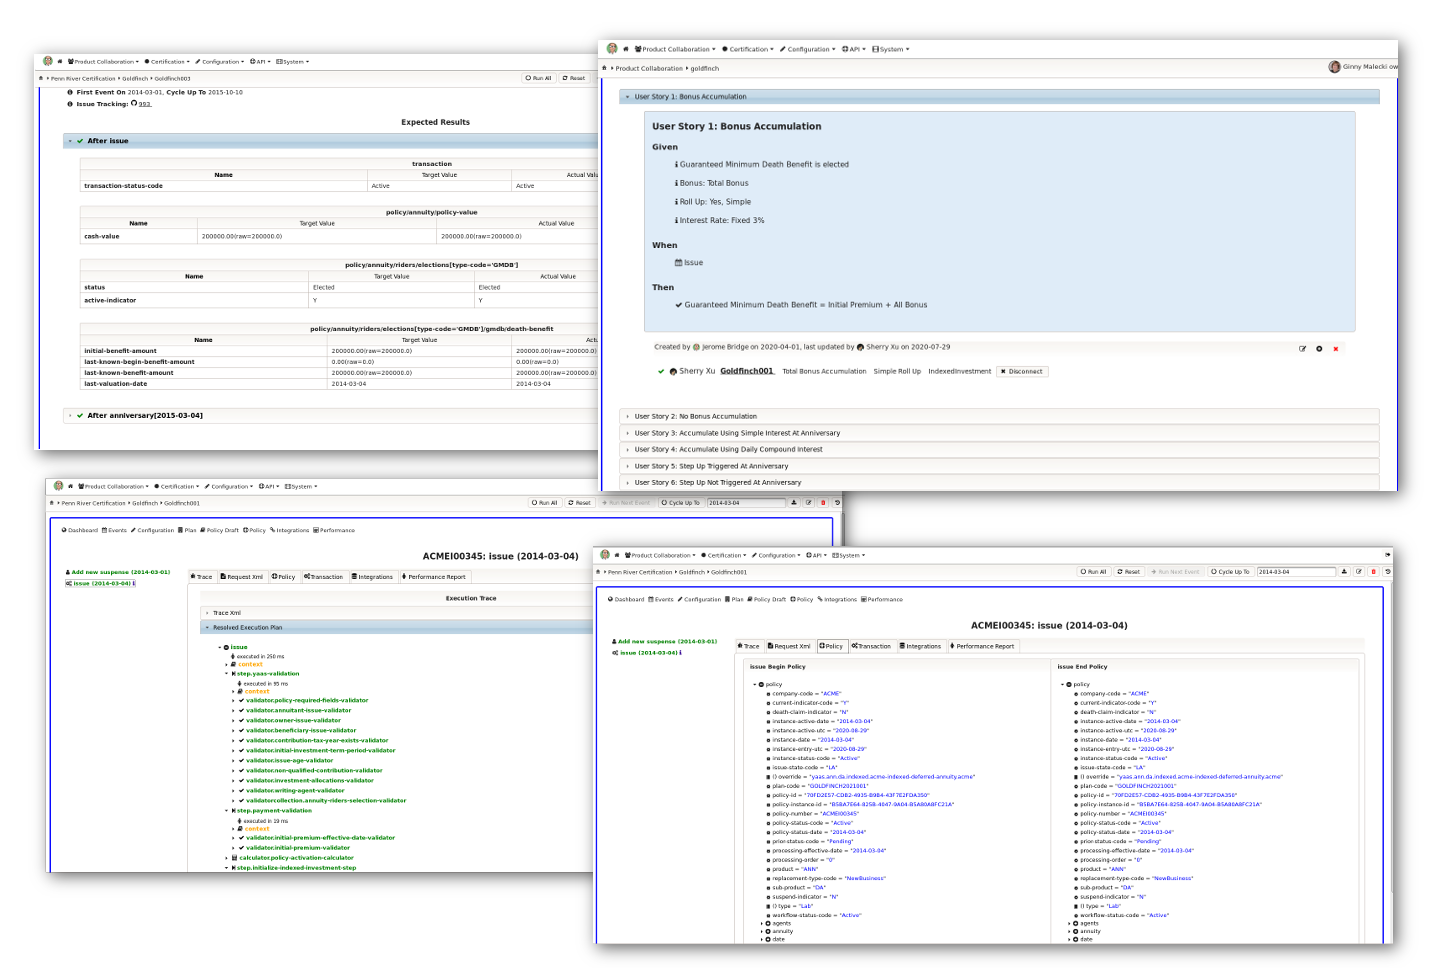 Product Collaboration Certification Configuration API System
Penn River Certification Goldfinch Goldfinch003 Run All Reset
First Event On 2014-03-01, Cycle Up To 2015-10-10
Issue Tracking: 993
Expected Results
After issue
transaction
Name Target Value
transaction-status-code Active Active
policy/annuity/policy-value
Name Target Value Actual Value
cash-value 200000.00(raw=200000.0) 200000.00(raw=200000.0)
policy/annuity/riders/elections[type-code='GMDB']
Name Target Value Actual Value
status Elected Elected
active-indicator Y Y
policy/annuity/riders/elections[type-code='GMDB']/gmdb/death-benefit
Name Target Value
initial-benefit-amount 200000.00(raw=200000.0) 200000.00(raw=200000.0)
last-known-begin-benefit-amount 0.00(raw=0.0) 0.00(raw=0.0)
last-known-benefit-amount 200000.00(raw=200000.0) 200000.00(raw=200000.0)
last-valuation-date 2014-03-04 2014-03-04
After anniversary[2015-03-04]
Product Collaboration Certification Configuration API System
Product Collaboration goldfinch Ginny Malecki ow
User Story 1: Bonus Accumulation
User Story 1: Bonus Accumulation
Given
Guaranteed Minimum Death Benefit is elected
Bonus: Total Bonus
Roll Up: Yes, Simple
Interest Rate: Fixed 3%
When
Issue
Then
Guaranteed Minimum Death Benefit = Initial Premium + All Bonus
Created by Jerome Bridge on 2020-04-01, last updated by Sherry Xu on 2020-07-29
Sherry Xu Goldfinch001 Total Bonus Accumulation Simple Roll Up IndexedInvestment Disconnect
User Story 2: No Bonus Accumulation
User Story 3: Accumulate Using Simple Interest At Anniversary
User Story 4: Accumulate Using Daily Compound Interest
User Story 5: Step Up Triggered At Anniversary
User Story 6: Step Up Not Triggered At Anniversary
Product Collaboration Certification Configuration API System
Penn River Certification Goldfinch Goldfinch001 Run All Reset Run Next Event Cycle Up To 2014-03-04
Dashboard Events Configuration Plan Policy Draft Policy Integrations Performance
ACMEI00345: issue (2014-03-04)
Add new suspense (2014-03-01)
issue (2014-03-04)
Trace Request Xml Policy Transaction Integrations Performance Report
Execution Trace
Trace Xml
Resolved Execution Plan
issue
executed in 250 ms
context
step.yaas-validation
executed in 95 ms
context
validator.policy-required-fields-validator
validator.annuitant-issue-validator
validator.owner-issue-validator
validator.beneficiary-issue-validator
validator.contribution-tax-year-exists-validator
validator.initial-investment-term-period-validator
validator.issue-age-validator
validator.non-qualified-contribution-validator
validator.investment-allocations-validator
validator.writing-agent-validator
validatorcollection.annuity-riders-selection-validator
step.payment-validation
executed in 19 ms
context
validator.initial-premium-effective-date-validator
validator.initial-premium-validator
calculator.policy-activation-calculator
step.initialize-indexed-investment-step
Product Collaboration Certification Configuration API System
Penn River Certification Goldfinch Goldfinch001 Run All Reset Run Next Event Cycle Up To 2014-03-04
Dashboard Events Configuration Plan Policy Draft Policy Integrations Performance
ACMEI00345: issue (2014-03-04)
Add new suspense (2014-03-01)
issue (2014-03-04)
Trace Request Xml Policy Transaction Integrations Performance Report
issue Begin Policy
policy
company-code = "ACME"
current-indicator-code = "Y"
death-claim-indicator = "N"
instance-active-date = "2014-03-04"
instance-active-utc = "2020-08-29"
instance-date = "2014-03-04"
instance-entry-utc = "2020-08-29"
instance-status-code = "Active"
issue-state-code = "LA"
() override = "yaas.ann.da.indexed.acme-indexed-deferred-annuity.acme"
plan-code = "GOLDFINCH2021001"
policy-id = "70FD2E57-CDB2-4935-B9B4-43F7E2FDA350"
policy-instance-id = "B5BA7E64-825B-4047-9A04-B5A80A8FC21A"
policy-number = "ACMEI00345"
policy-status-code = "Active"
policy-status-date = "2014-03-04"
prior-status-code = "Pending"
processing-effective-date = "2014-03-04"
processing-order = "0"
product = "ANN"
replacement-type-code = "NewBusiness"
sub-product = "DA"
suspend-indicator = "N"
() type = "Lab"
workflow-status-code = "Active"
agents
annuity
date
issue End Policy
policy
company-code = "ACME"
current-indicator-code = "Y"
death-claim-indicator = "N"
instance-active-date = "2014-03-04"
instance-active-utc = "2020-08-29"
instance-date = "2014-03-04"
instance-entry-utc = "2020-08-29"
instance-status-code = "Active"
issue-state-code = "LA"
() override = "yaas.ann.da.indexed.acme-indexed-deferred-annuity.acme"
plan-code = "GOLDFINCH2021001"
policy-id = "70FD2E57-CDB2-4935-B9B4-43F7E2FDA350"
policy-instance-id = "B5BA7E64-825B-4047-9A04-B5A80A8FC21A"
policy-number = "ACMEI00345"
policy-status-code = "Active"
policy-status-date = "2014-03-04"
prior-status-code = "Pending"
processing-effective-date = "2014-03-04"
processing-order = "0"
product = "ANN"
replacement-type-code = "NewBusiness"
sub-product = "DA"
suspend-indicator = "N"
() type = "Lab"
workflow-status-code = "Active"
agents
annuity
date